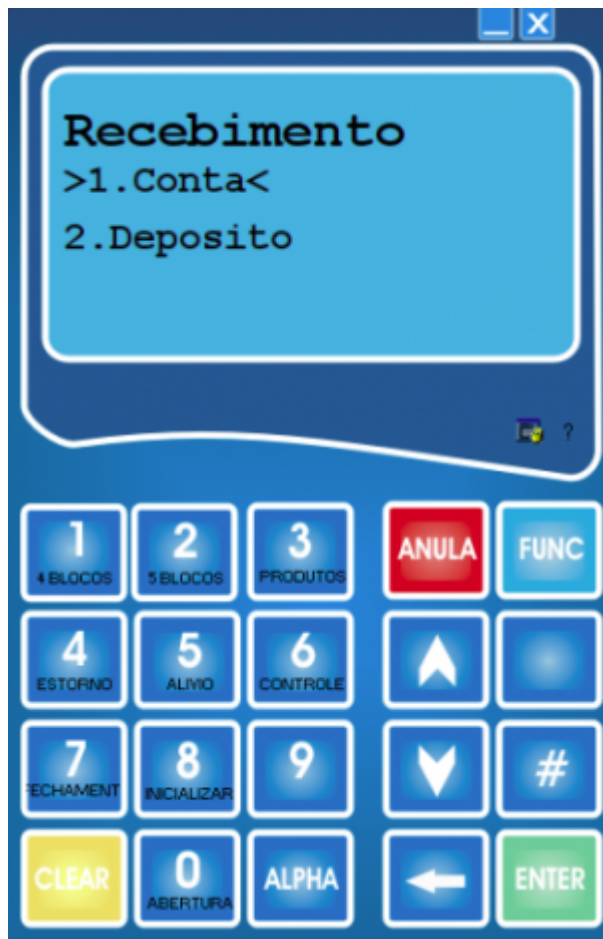 X
Recebimento
>1.Conta<
2.Deposito
?
1 2 3 ANULA FUNC
4 BLOCOS 5 BLOCOS PRODUTOS
4 5 6
ESTORNO ALIVIO CONTROLE
7 8 9 #
FECHAMENT INICIALIZAR
CLEAR 0 ALPHA ENTER
ABERTURA